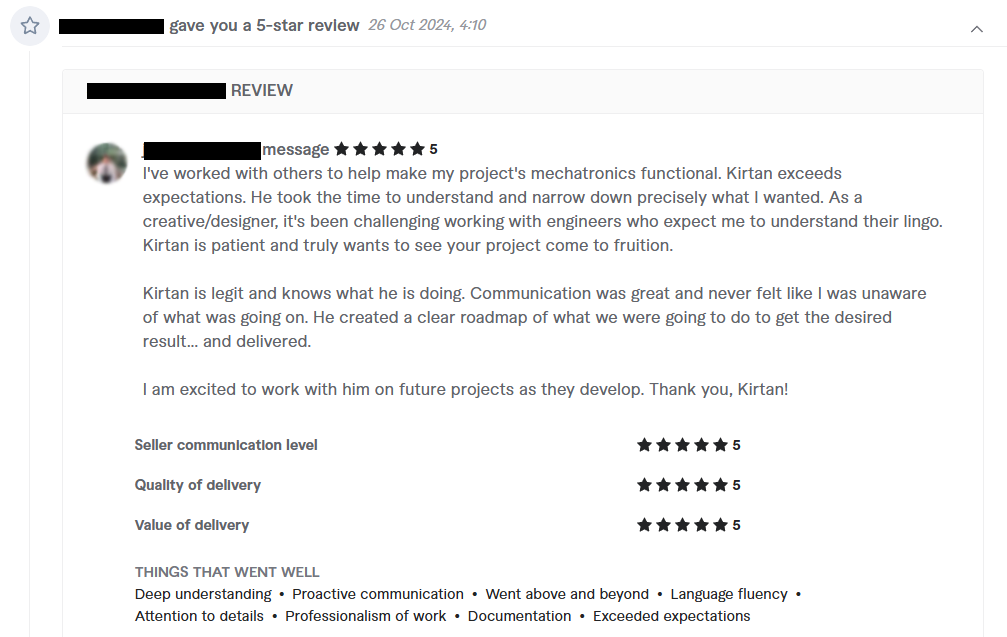 gave you a 5-star review 26 Oct 2024, 4:10
REVIEW
message 5
I've worked with others to help make my project's mechatronics functional. Kirtan exceeds
expectations. He took the time to understand and narrow down precisely what I wanted. As a
creative/designer, it's been challenging working with engineers who expect me to understand their lingo.
Kirtan is patient and truly wants to see your project come to fruition.
Kirtan is legit and knows what he is doing. Communication was great and never felt like I was unaware
of what was going on. He created a clear roadmap of what we were going to do to get the desired
result... and delivered.
I am excited to work with him on future projects as they develop. Thank you, Kirtan!
Seller communication level 5
Quality of delivery 5
Value of delivery 5
THINGS THAT WENT WELL
Deep understanding • Proactive communication • Went above and beyond • Language fluency •
Attention to details • Professionalism of work • Documentation • Exceeded expectations